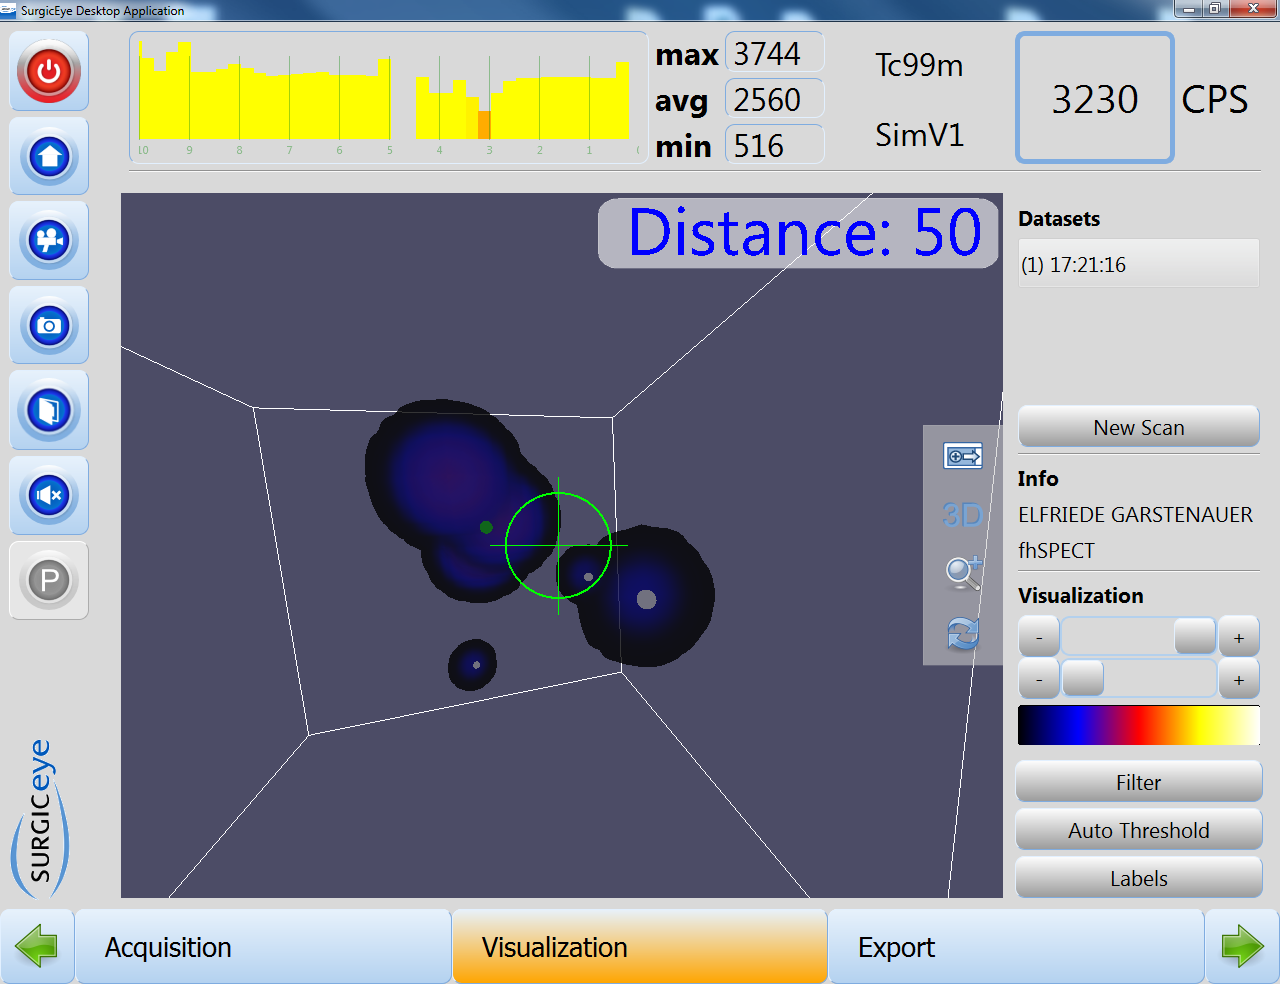 SurgicEye Desktop Application
max 3744
avg 2560
min 516
Tc99m
SimV1
3230 CPS
10 9 8 7 6 5 4 3 2 1 0
Distance: 50
3D
Datasets
(1) 17:21:16
New Scan
Info
ELFRIEDE GARSTENAUER
fhSPECT
Visualization
- +
- +
Filter
Auto Threshold
Labels
P
SURGICeye
Acquisition
Visualization
Export